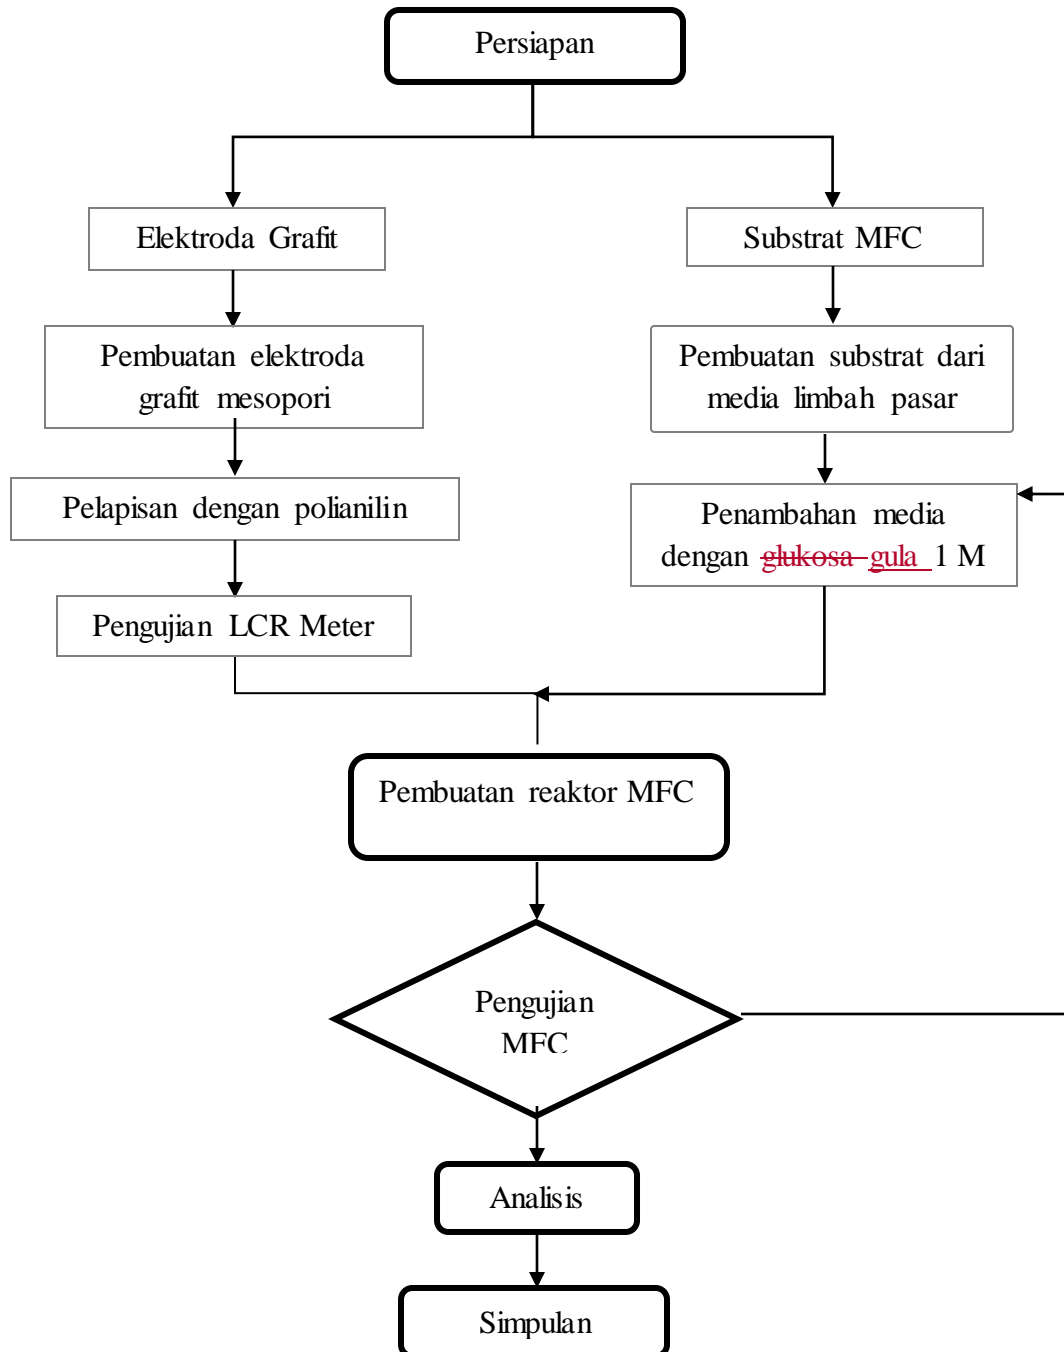 Persiapan
Elektroda Grafit
Substrat MFC
Pembuatan elektroda
grafit mesopori
Pembuatan substrat dari
media limbah pasar
Pelapisan dengan polianilin
Penambahan media
dengan glukosa gula 1 M
Pengujian LCR Meter
Pembuatan reaktor MFC
Pengujian
MFC
Analisis
Simpulan